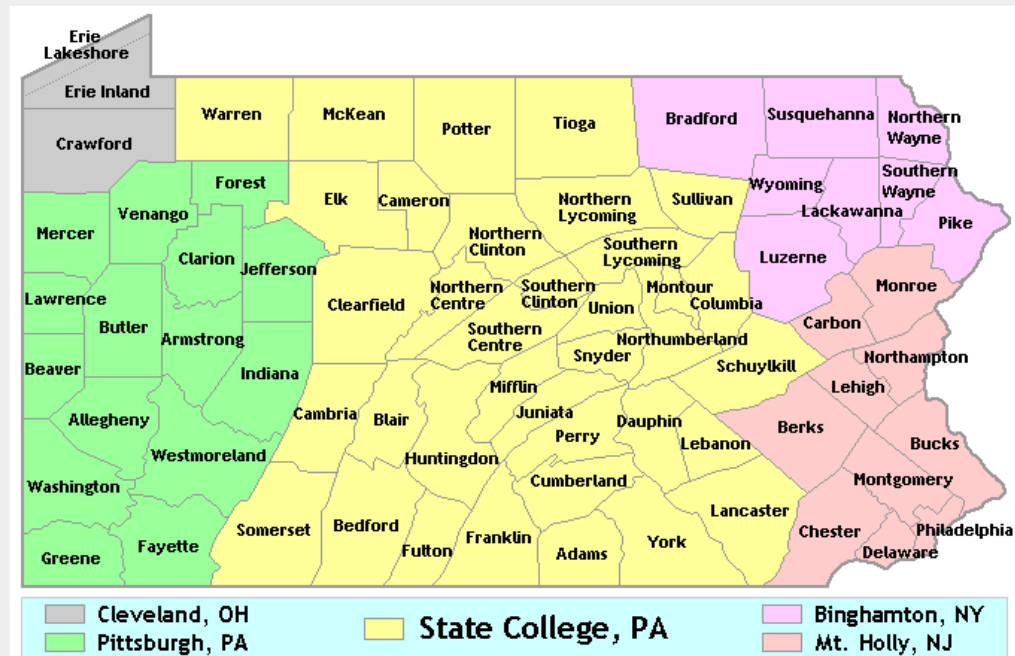 Erie
Lakeshore
Erie Inland
Crawford
Warren
McKean
Potter
Tioga
Bradford
Susquehanna
Northern
Wayne
Forest
Elk
Cameron
Northern
Lycoming
Sullivan
Wyoming
Southern
Wayne
Lackawanna
Pike
Mercer
Venango
Clarion
Jefferson
Northern
Clinton
Southern
Lycoming
Luzerne
Monroe
Lawrence
Butler
Armstrong
Clearfield
Northern
Centre
Southern
Clinton
Union
Montour
Columbia
Carbon
Beaver
Indiana
Southern
Centre
Snyder
Northumberland
Schuylkill
Northampton
Lehigh
Allegheny
Cambria
Blair
Mifflin
Juniata
Perry
Dauphin
Lebanon
Berks
Bucks
Washington
Westmoreland
Huntingdon
Cumberland
Lancaster
Montgomery
Greene
Fayette
Somerset
Bedford
Fulton
Franklin
Adams
York
Chester
Delaware
Philadelphia
Cleveland, OH
Pittsburgh, PA
State College, PA
Binghamton, NY
Mt. Holly, NJ